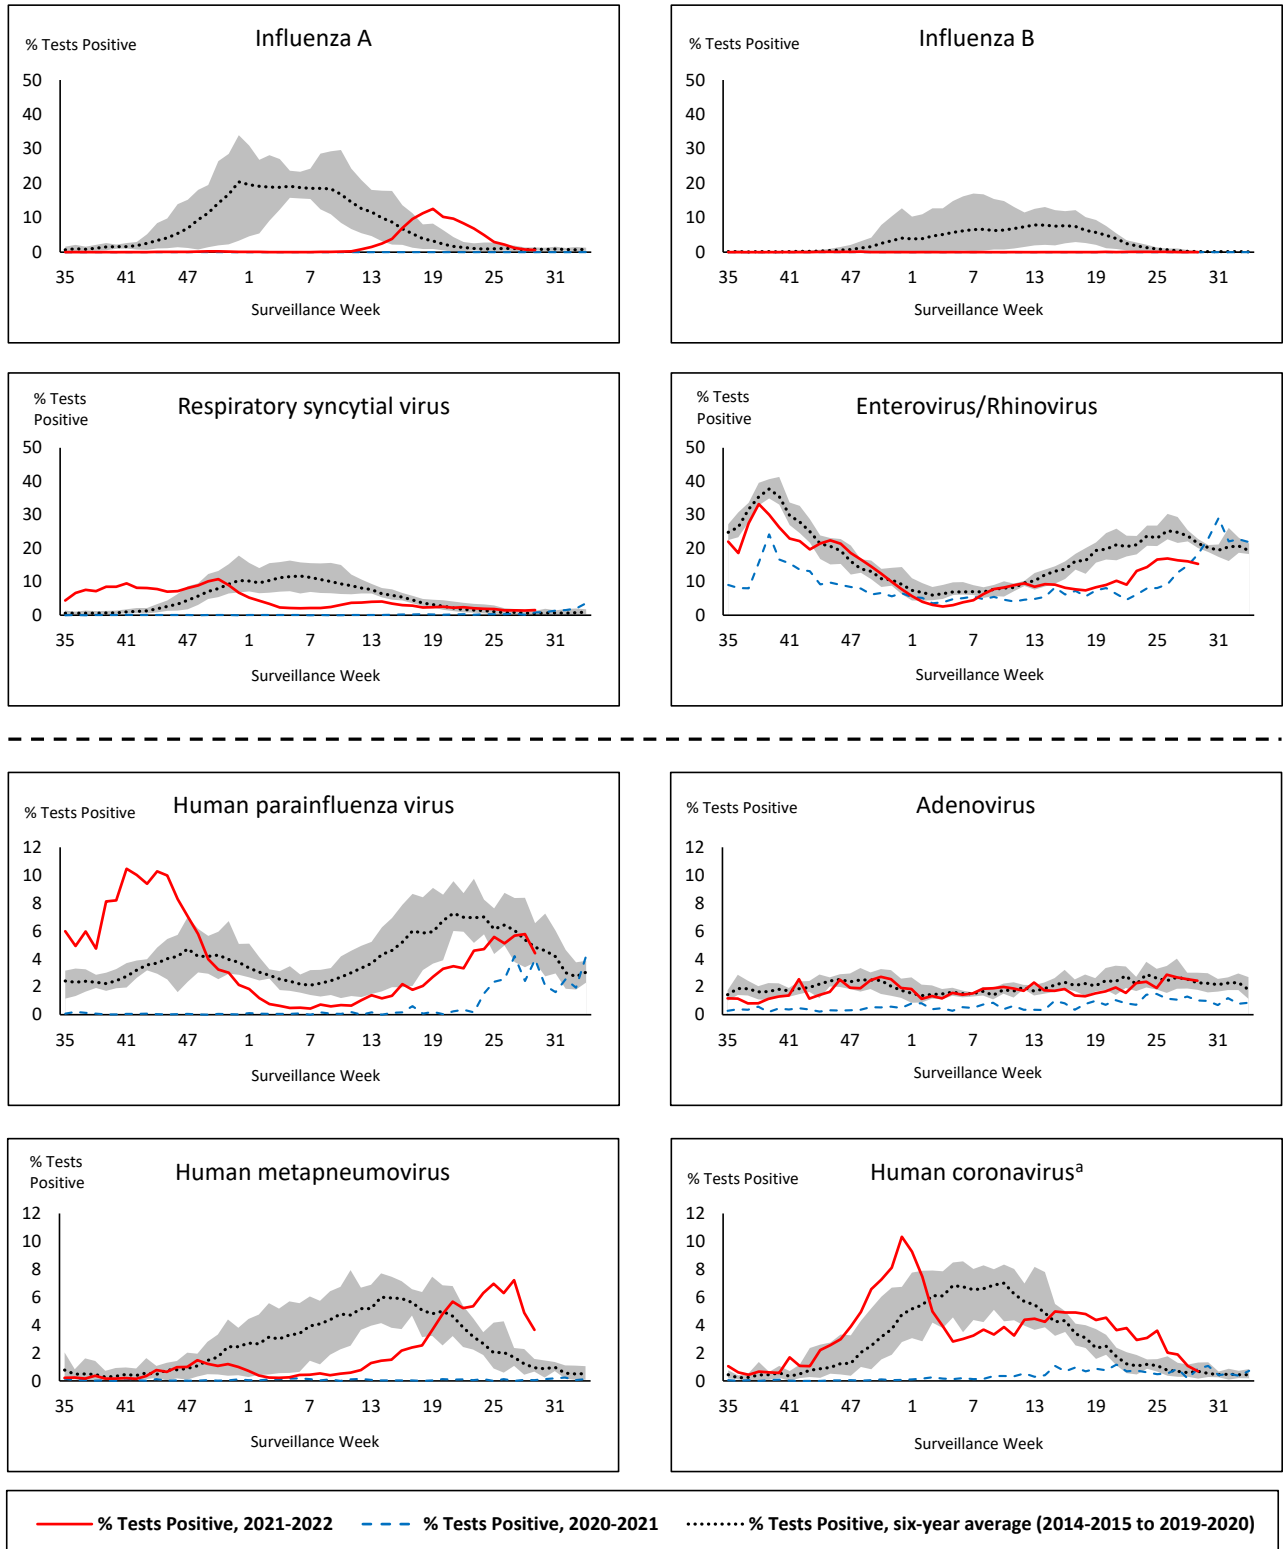 Influenza A
% Tests Positive
50
40
30
20
10
0
35 41 47 1 7 13 19 25 31
Surveillance Week
Influenza B
% Tests Positive
50
40
30
20
10
0
35 41 47 1 7 13 19 25 31
Surveillance Week
Respiratory syncytial virus
% Tests
Positive
50
40
30
20
10
0
35 41 47 1 7 13 19 25 31
Surveillance Week
Enterovirus/Rhinovirus
% Tests
Positive
50
40
30
20
10
0
35 41 47 1 7 13 19 25 31
Surveillance Week
Human parainfluenza virus
% Tests Positive
12
10
8
6
4
2
0
35 41 47 1 7 13 19 25 31
Surveillance Week
Adenovirus
% Tests Positive
12
10
8
6
4
2
0
35 41 47 1 7 13 19 25 31
Surveillance Week
Human metapneumovirus
% Tests
Positive
12
10
8
6
4
2
0
35 41 47 1 7 13 19 25 31
Surveillance Week
Human coronavirusᵃ
% Tests Positive
12
10
8
6
4
2
0
35 41 47 1 7 13 19 25 31
Surveillance Week
% Tests Positive, 2021-2022 % Tests Positive, 2020-2021 % Tests Positive, six-year average (2014-2015 to 2019-2020)